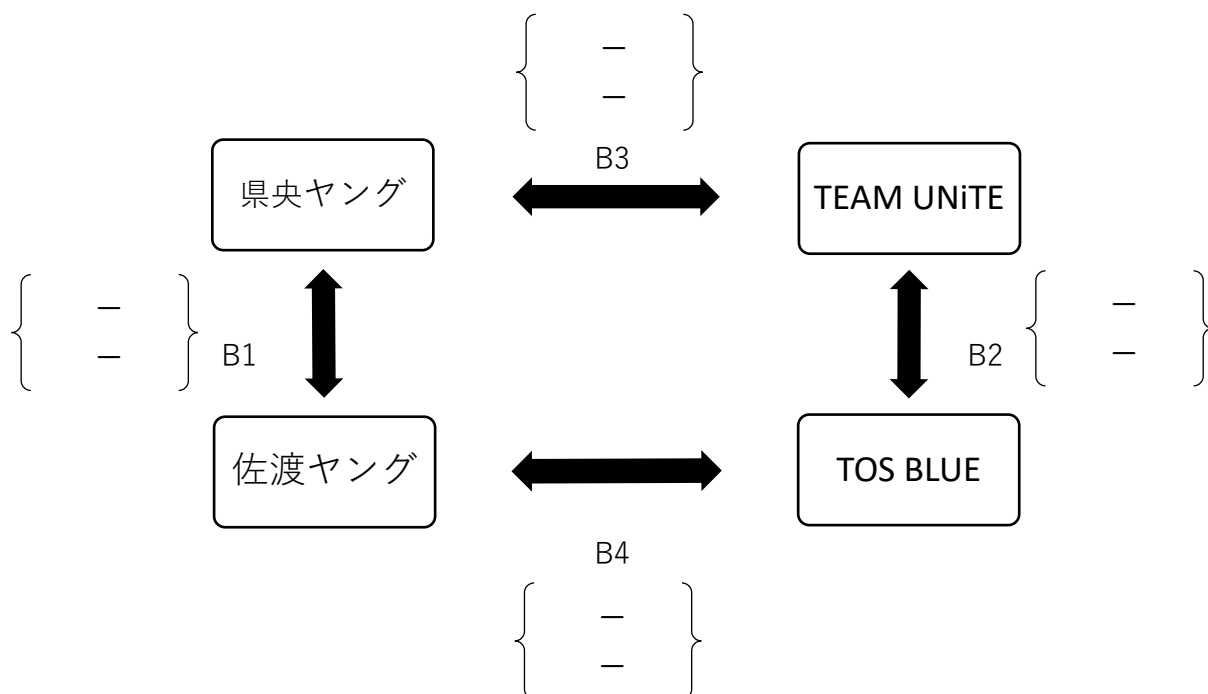 —
—
B3
県央ヤング
TEAM UNiTE
—
—
B1
B2
—
—
佐渡ヤング
TOS BLUE
B4
—
—